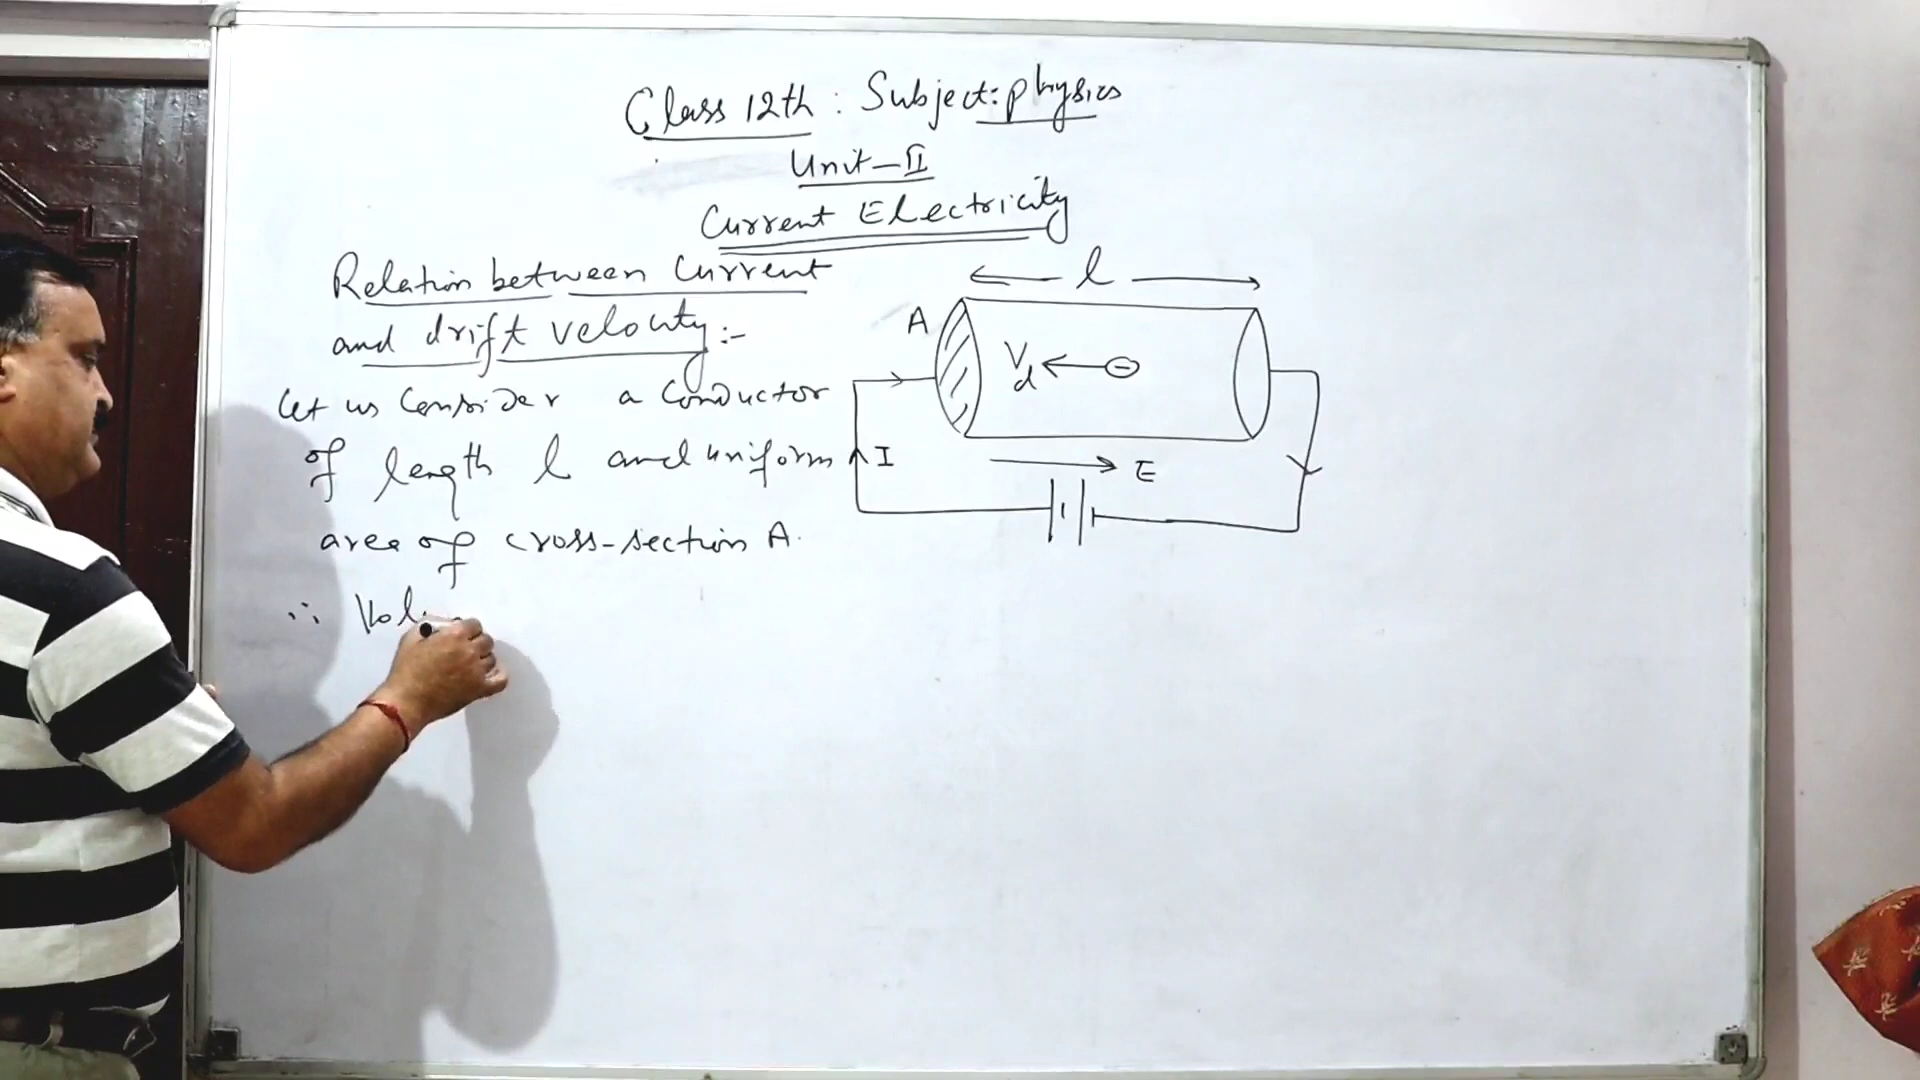 Class 12th : Subject: physics
Unit-II
Current Electricity
Relation between Current
and drift velocity :-
Let us Consider a Conductor
of length l and uniform
area of cross-section A.
∴ Vol
l
A
Vd
-
I
E